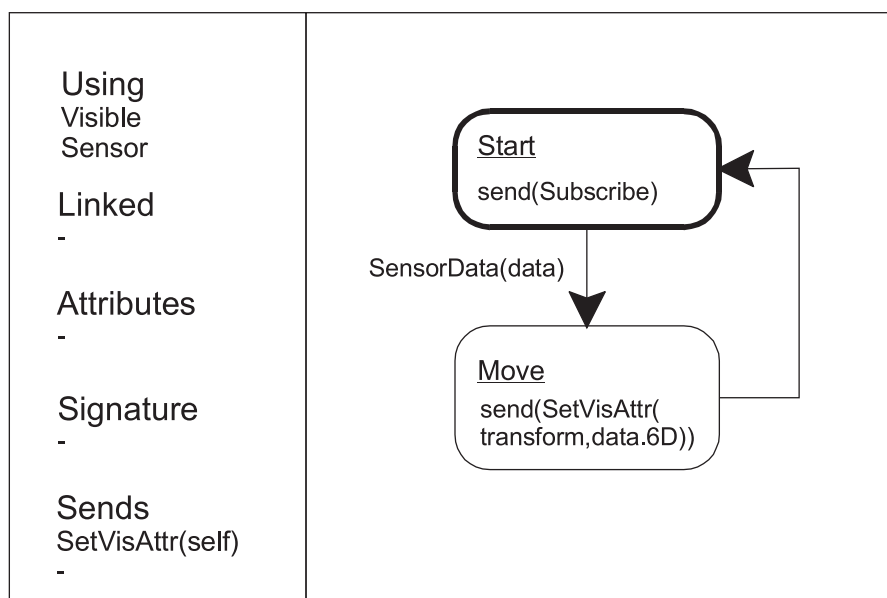 Using
Visible
Sensor
Linked
-
Attributes
-
Signature
-
Sends
SetVisAttr(self)
-
Start
send(Subscribe)
SensorData(data)
Move
send(SetVisAttr(
transform,data.6D))